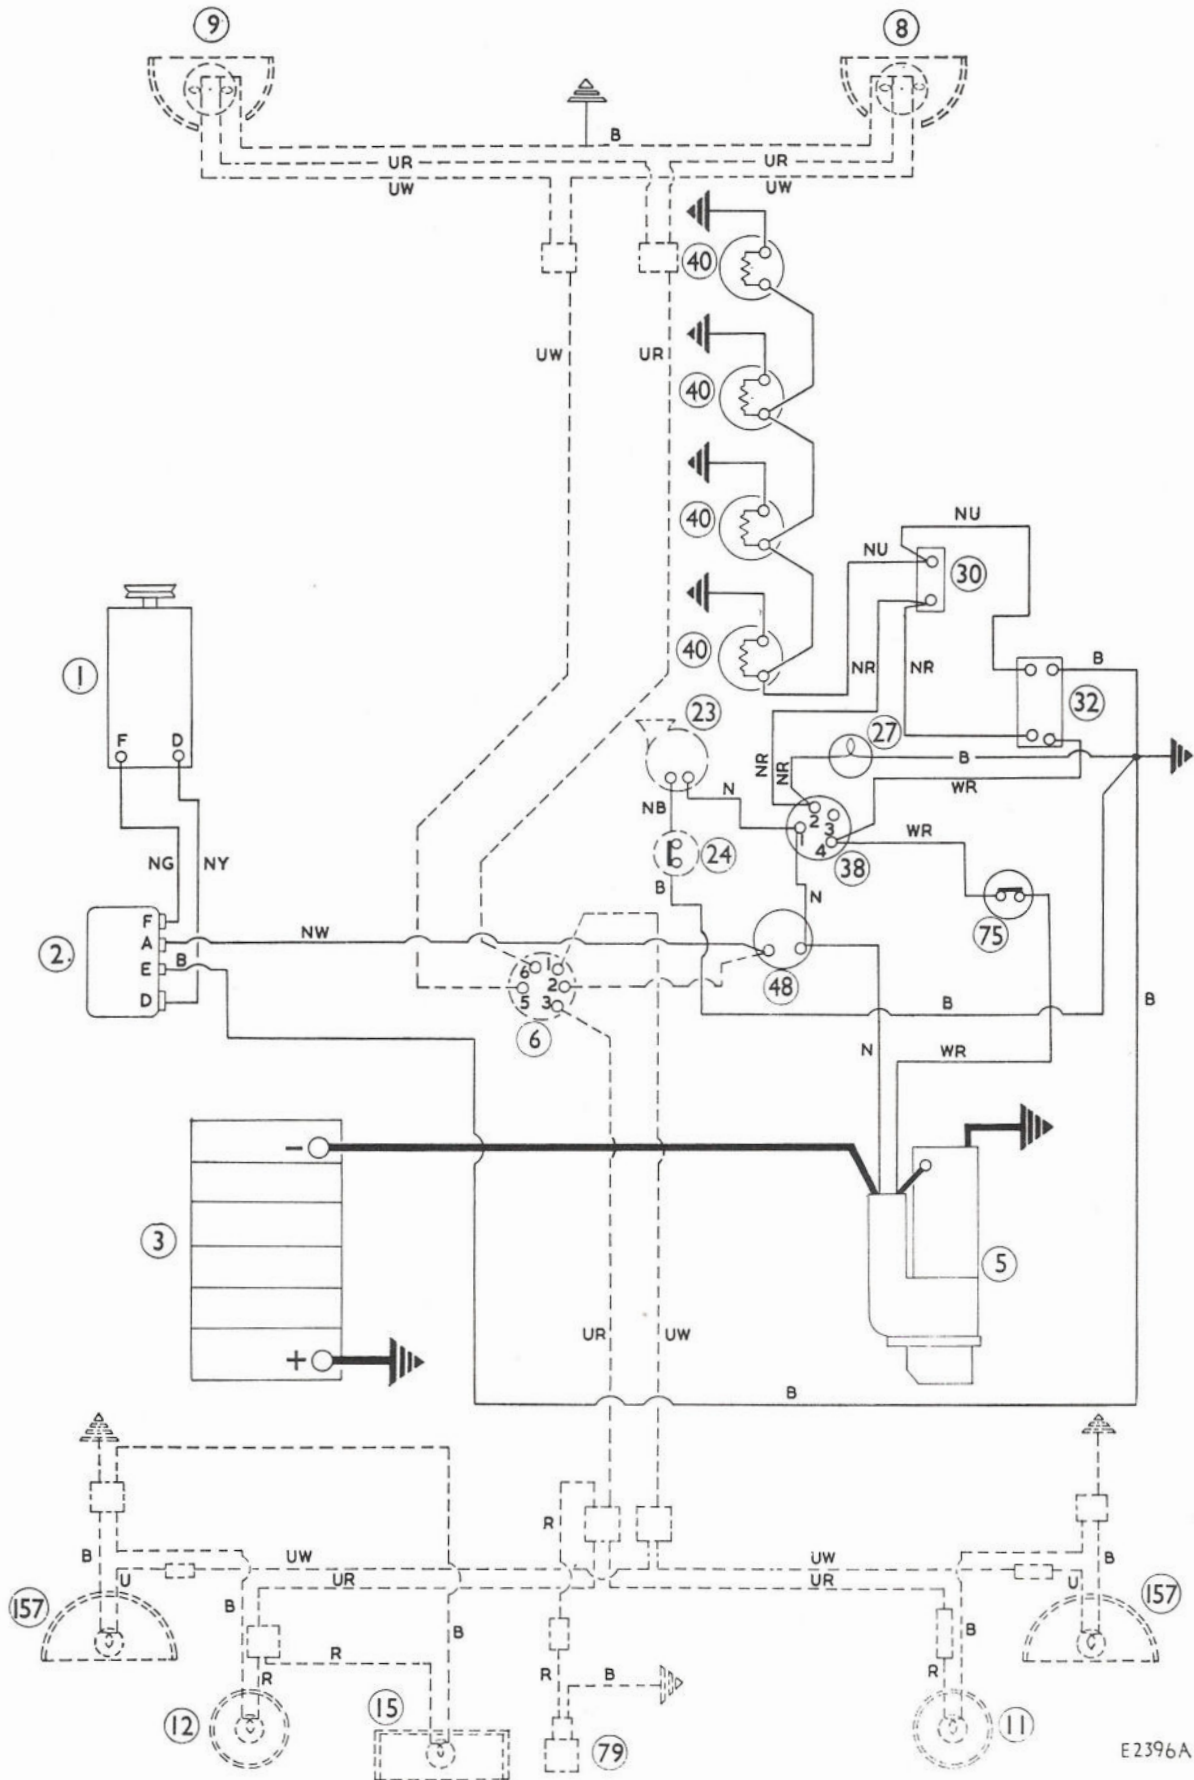 9
8
B
UR
UR
UW
UW
40
UW
UR
40
40
NU
NU
30
1
40
NR
NR
B
32
23
27
F
D
NR
NR
B
N
WR
NB
2
3
1
4
WR
24
38
NG
NY
B
N
75
F
2.
A
NW
E
B
6
1
2
5
3
48
D
6
B
B
N
WR
-
3
5
UR
UW
+
B
R
B
UW
UW
B
U
UR
UR
U
157
157
B
B
B
R
R
B
R
R
12
15
79
11
E2396A